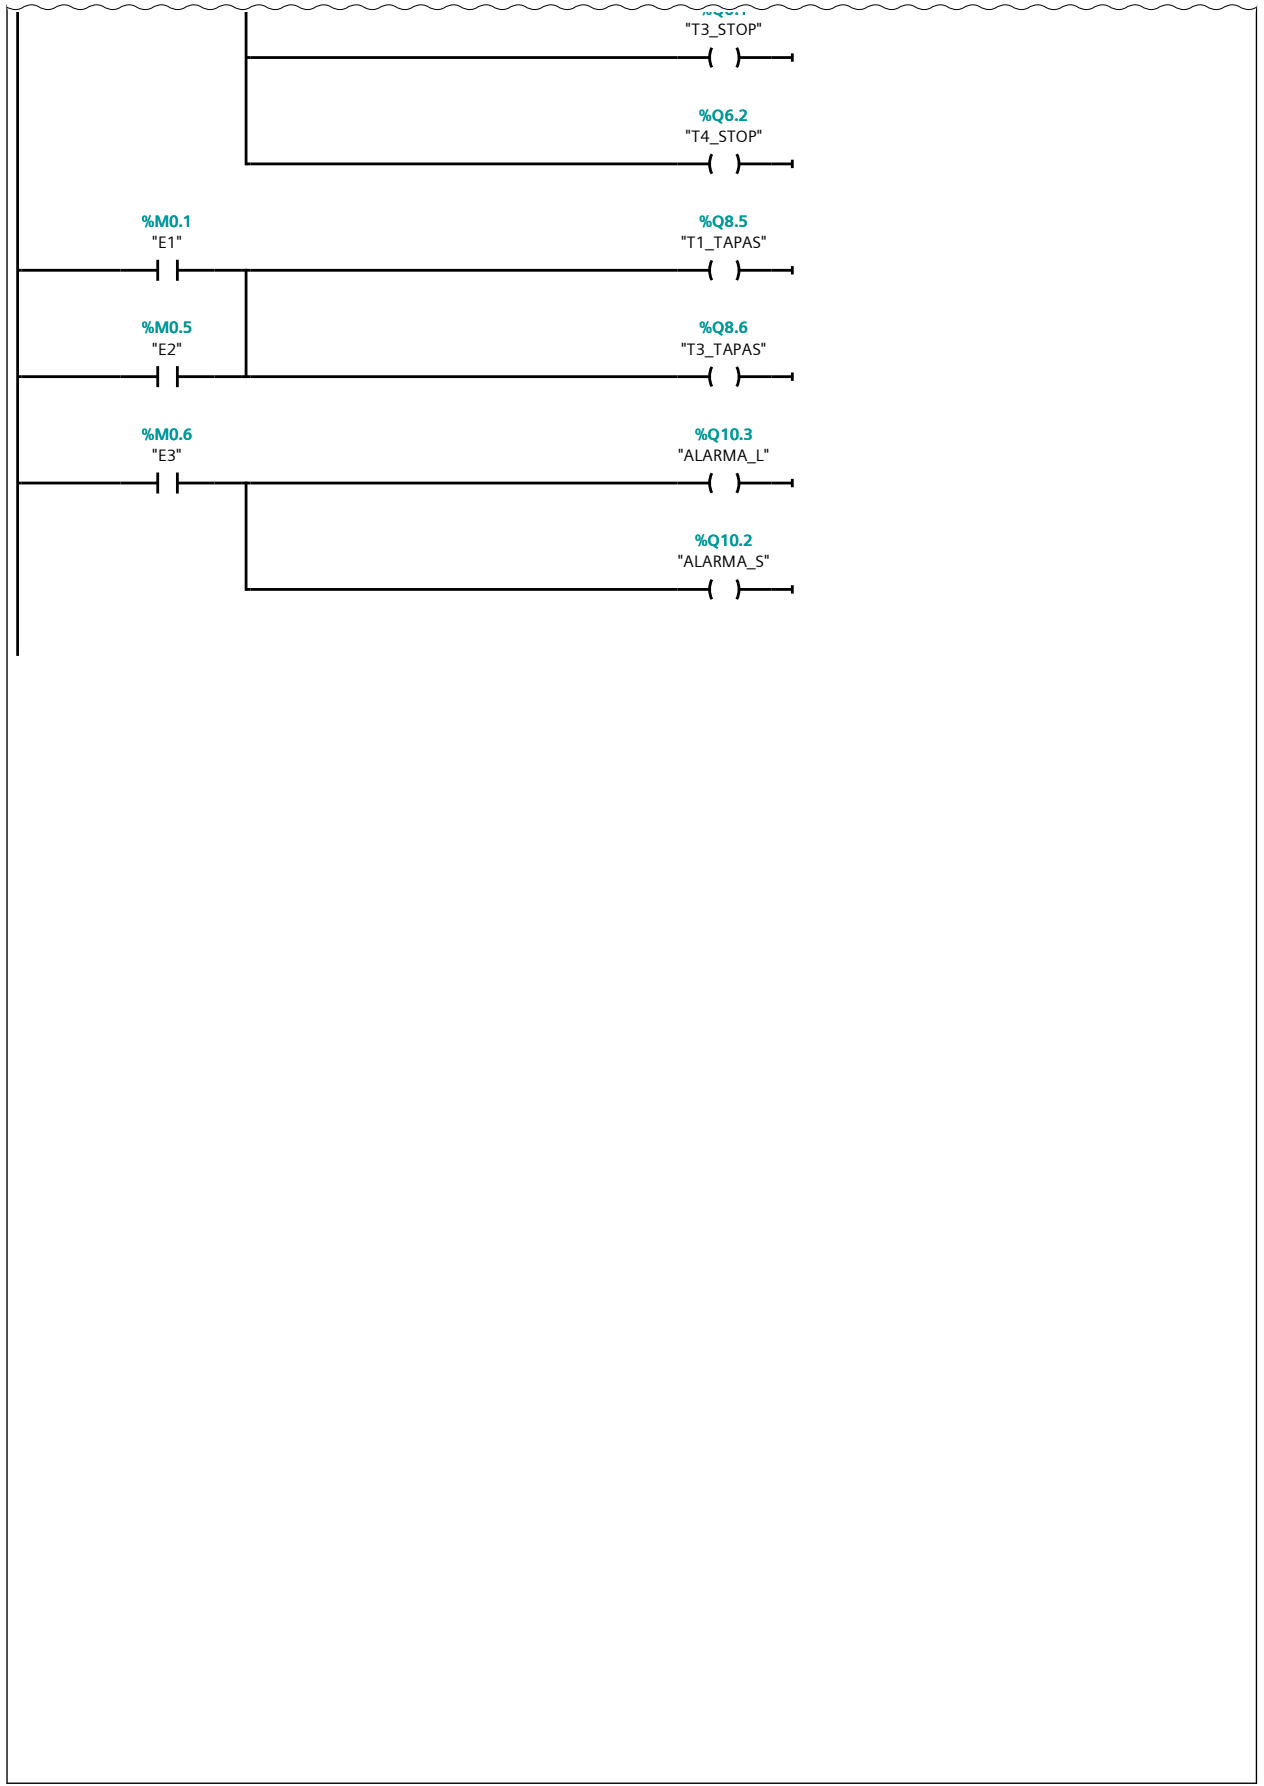 "T3_STOP"
%Q6.2
"T4_STOP"
%M0.1
"E1"
%Q8.5
"T1_TAPAS"
%M0.5
"E2"
%Q8.6
"T3_TAPAS"
%M0.6
"E3"
%Q10.3
"ALARMA_L"
%Q10.2
"ALARMA_S"